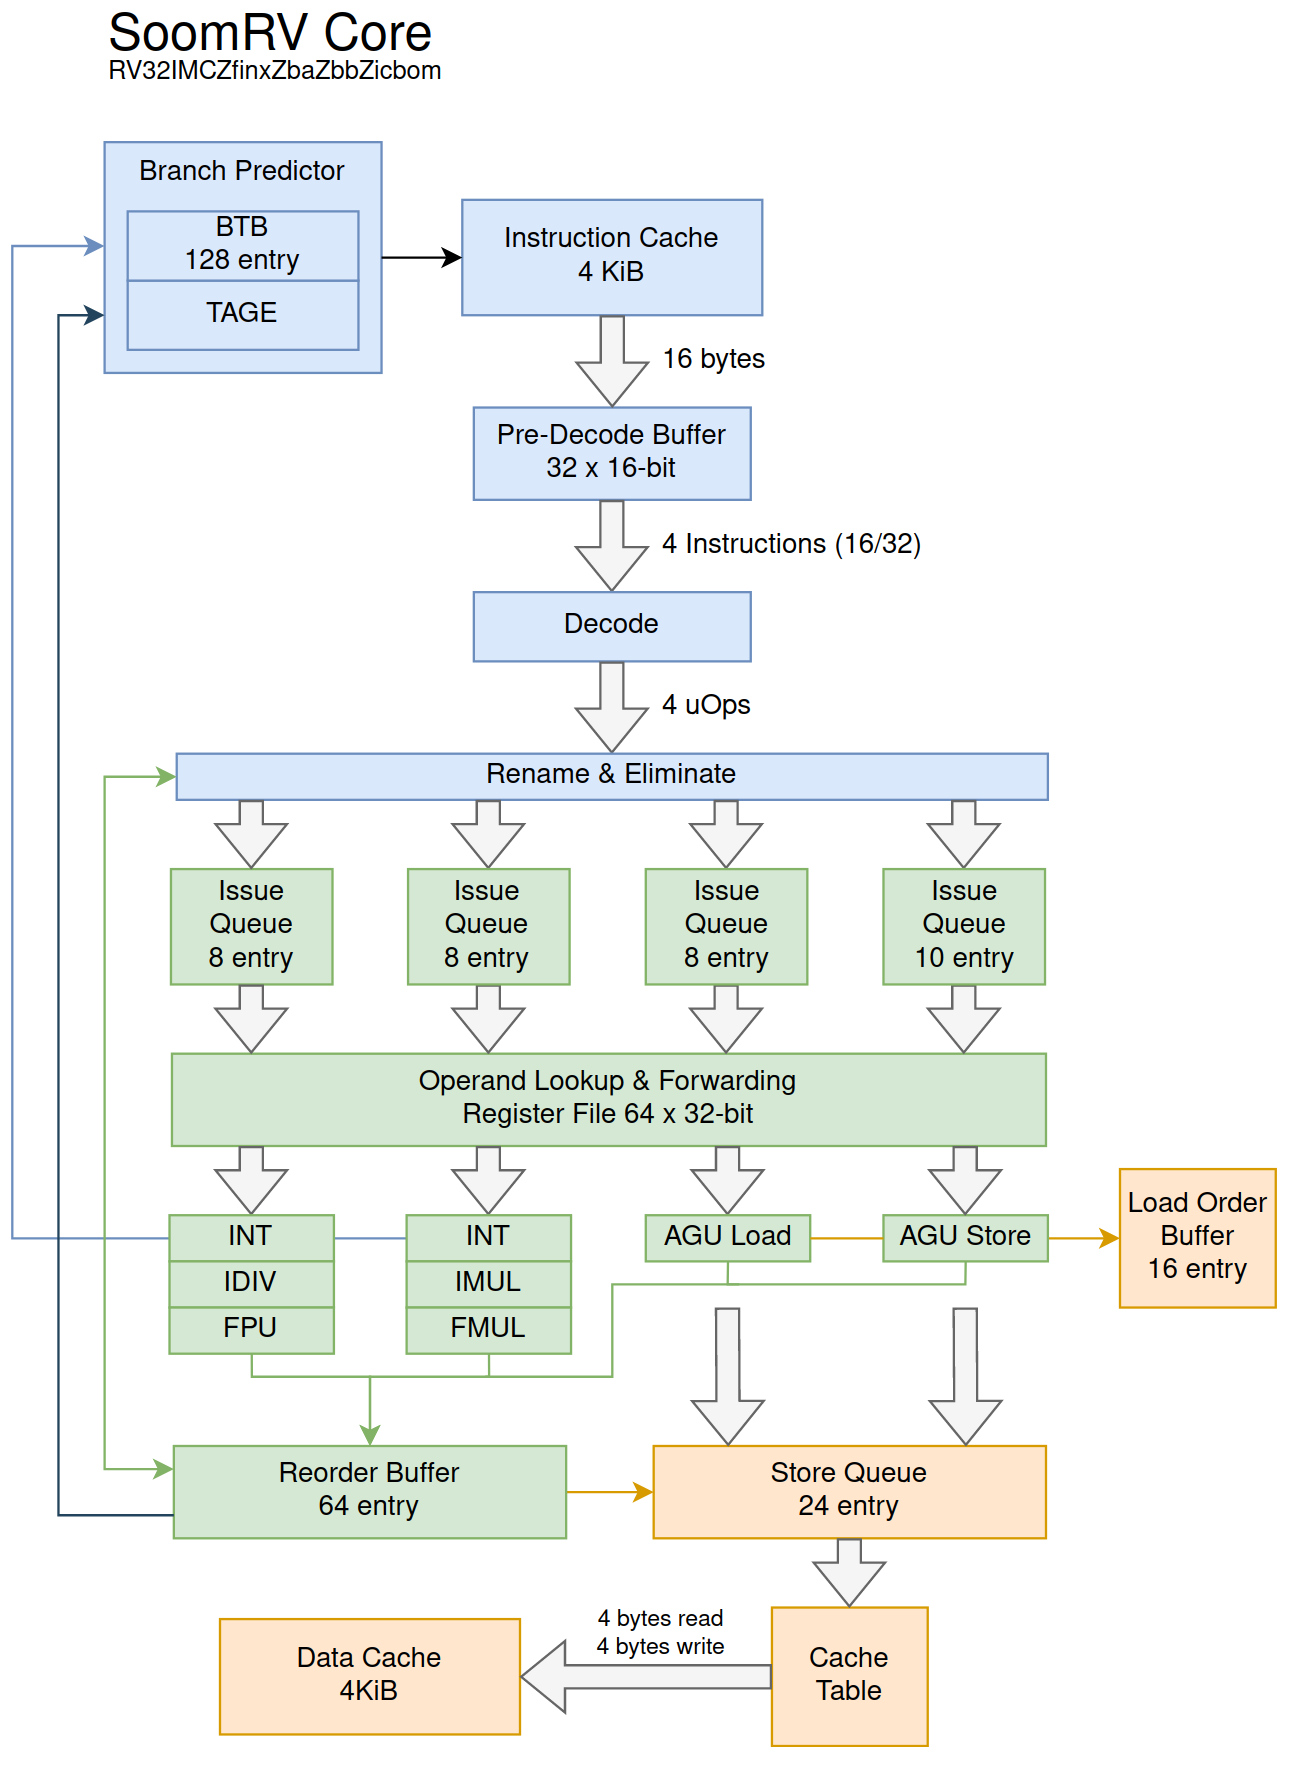 SoomRV Core
RV32IMCZfinxZbaZbbZicbom
Branch Predictor
BTB
128 entry
TAGE
Instruction Cache
4 KiB
16 bytes
Pre-Decode Buffer
32 x 16-bit
4 Instructions (16/32)
Decode
4 uOps
Rename & Eliminate
Issue
Queue
8 entry
Issue
Queue
8 entry
Issue
Queue
8 entry
Issue
Queue
10 entry
Operand Lookup & Forwarding
Register File 64 x 32-bit
INT
IDIV
FPU
INT
IMUL
FMUL
AGU Load
AGU Store
Load Order
Buffer
16 entry
Reorder Buffer
64 entry
Store Queue
24 entry
4 bytes read
4 bytes write
Data Cache
4KiB
Cache
Table